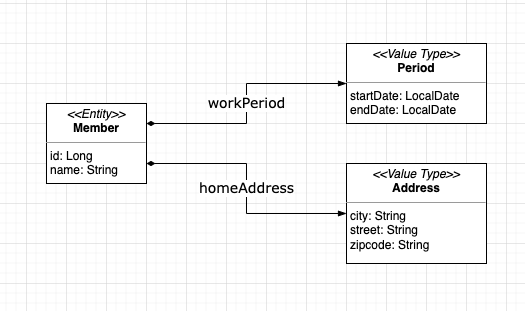 <<Value Type>>
Period
startDate: LocalDate
endDate: LocalDate
workPeriod
<<Entity>>
Member
id: Long
name: String
homeAddress
<<Value Type>>
Address
city: String
street: String
zipcode: String